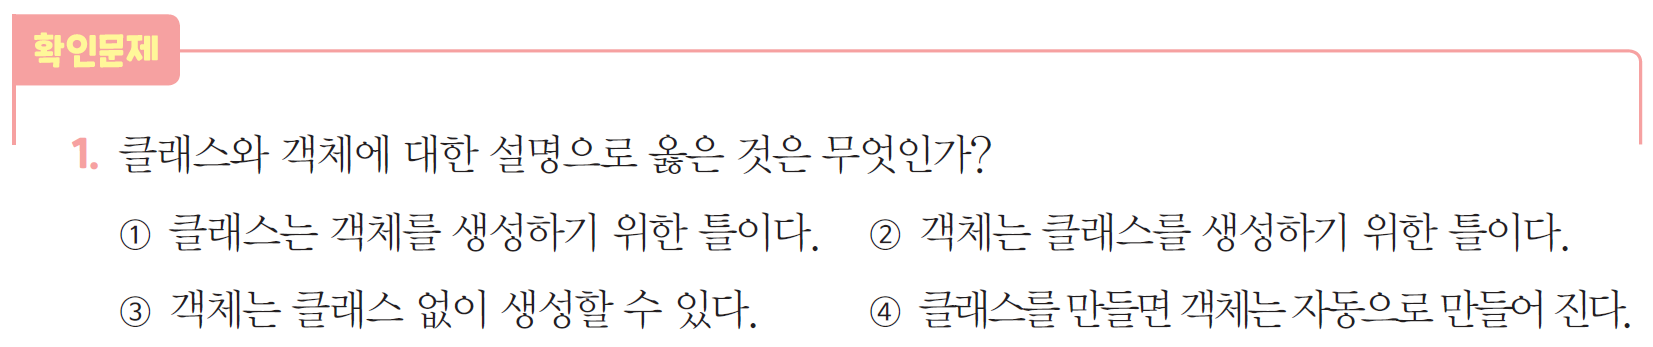 확인문제
1. 클래스와 객체에 대한 설명으로 옳은 것은 무엇인가?
① 클래스는 객체를 생성하기 위한 틀이다. ② 객체는 클래스를 생성하기 위한 틀이다.
③ 객체는 클래스 없이 생성할 수 있다. ④ 클래스를 만들면 객체는 자동으로 만들어 진다.